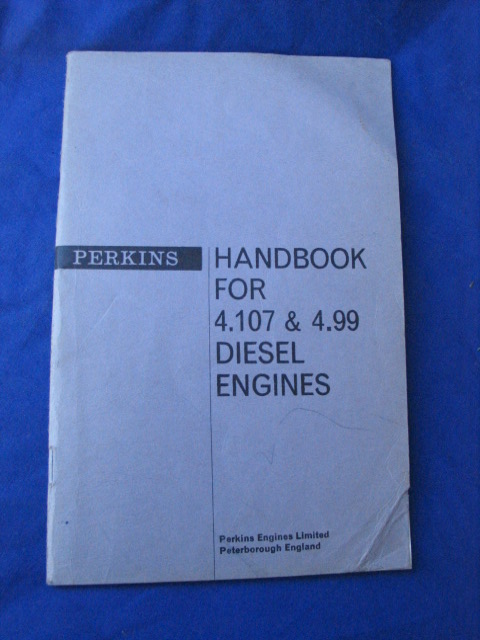 PERKINS
HANDBOOK
FOR
4.107 & 4.99
DIESEL
ENGINES
Perkins Engines Limited
Peterborough England